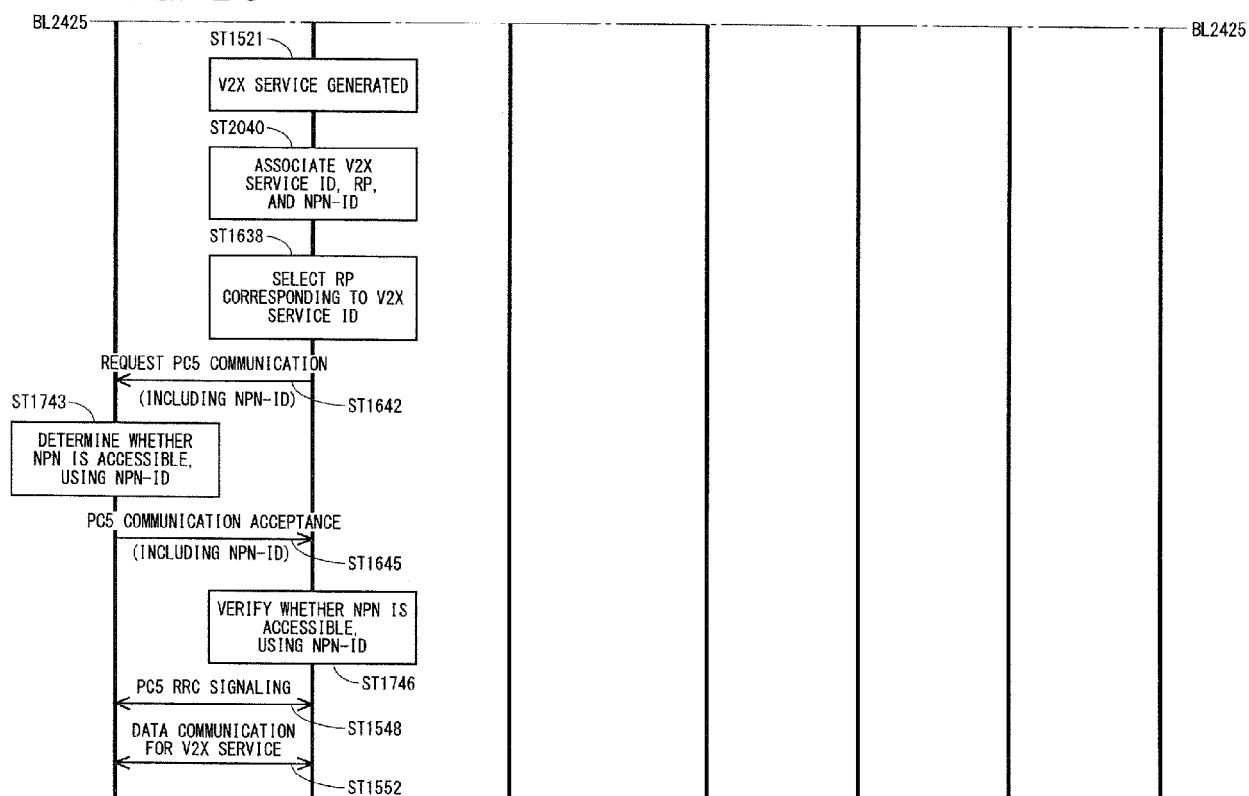 BL2425
BL2425
ST1521
V2X SERVICE GENERATED
ST2040
ASSOCIATE V2X
SERVICE ID, RP,
AND NPN-ID
ST1638
SELECT RP
CORRESPONDING TO V2X
SERVICE ID
REQUEST PC5 COMMUNICATION
(INCLUDING NPN-ID)
ST1642
ST1743
DETERMINE WHETHER
NPN IS ACCESSIBLE,
USING NPN-ID
PC5 COMMUNICATION ACCEPTANCE
(INCLUDING NPN-ID)
ST1645
VERIFY WHETHER NPN IS
ACCESSIBLE,
USING NPN-ID
ST1746
PC5 RRC SIGNALING
ST1548
DATA COMMUNICATION
FOR V2X SERVICE
ST1552